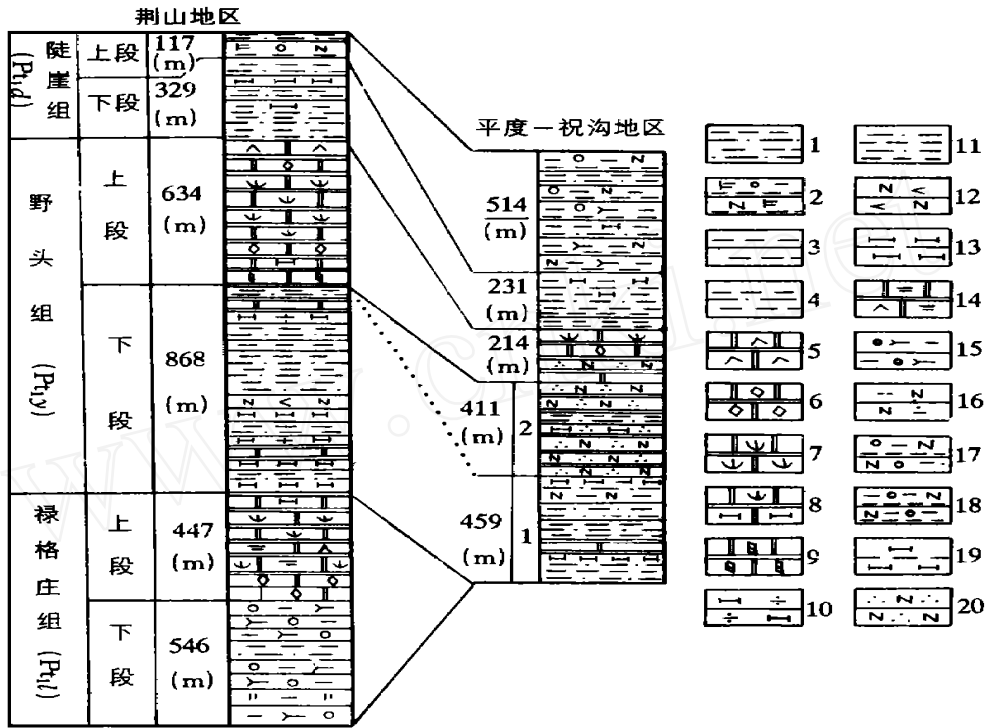 荆山地区
陡崖组
(Pt₁d)
上段
117
(m)
下段
329
(m)
野头组
(Pt₁y)
上段
634
(m)
下段
868
(m)
禄格庄组
(Pt₁l)
上段
447
(m)
下段
546
(m)
平度－祝沟地区
514
(m)
231
(m)
214
(m)
411
(m)
2
459
(m)
1
1
2
3
4
5
6
7
8
9
10
11
12
13
14
15
16
17
18
19
20